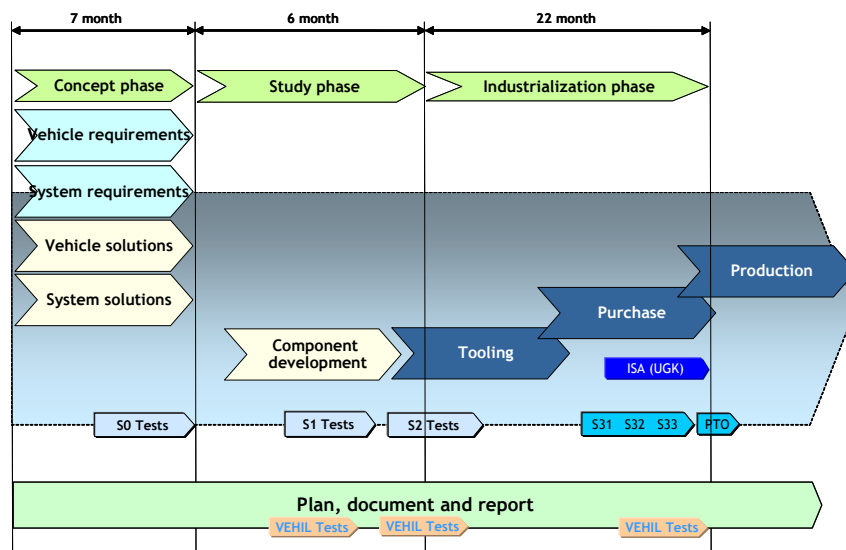 7 month
6 month
22 month
Concept phase
Study phase
Industrialization phase
Vehicle requirements
System requirements
Vehicle solutions
Production
System solutions
Purchase
Component
development
Tooling
ISA (UGK)
S0 Tests
S1 Tests
S2 Tests
S31 S32 S33
PTO
Plan, document and report
VEHIL Tests
VEHIL Tests
VEHIL Tests